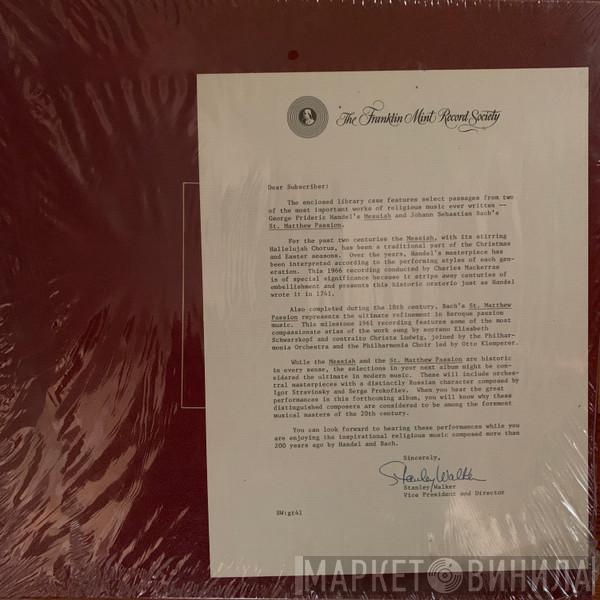 The Franklin Mint Record Society
Dear Subscriber:
The enclosed library case features select passages from two
of the most important works of religious music ever written --
George Frideric Handel's Messiah and Johann Sebastian Bach's
St. Matthew Passion.
For the past two centuries the Messiah, with its stirring
Hallelujah Chorus, has been a traditional part of the Christmas
and Easter seasons. Over the years, Handel's masterpiece has
been interpreted according to the performing styles of each gen-
eration. This 1966 recording conducted by Charles Mackerras
is of special significance because it strips away centuries of
embellishment and presents this historic oratorio just as Handel
wrote it in 1741.
Also completed during the 18th century, Bach's St. Matthew
Passion represents the ultimate refinement in Baroque passion
music. This milestone 1961 recording features some of the most
compassionate arias of the work sung by soprano Elisabeth
Schwarzkopf and contralto Christa Ludwig, joined by the Philhar-
monia Orchestra and the Philharmonia Choir led by Otto Klemperer.
While the Messiah and the St. Matthew Passion are historic
in every sense, the selections in your next album might be con-
sidered the ultimate in modern music. These will include orches-
tral masterpieces with a distinctly Russian character composed by
Igor Stravinsky and Serge Prokofiev. When you hear the great
performances in this forthcoming album, you will know why these
distinguished composers are considered to be among the foremost
musical masters of the 20th century.
You can look forward to hearing these performances while you
are enjoying the inspirational religious music composed more than
200 years ago by Handel and Bach.
Sincerely,
Stanley Walker
Stanley Walker
Vice President and Director
SW:gt41
МАРКЕТ ВИНИЛА